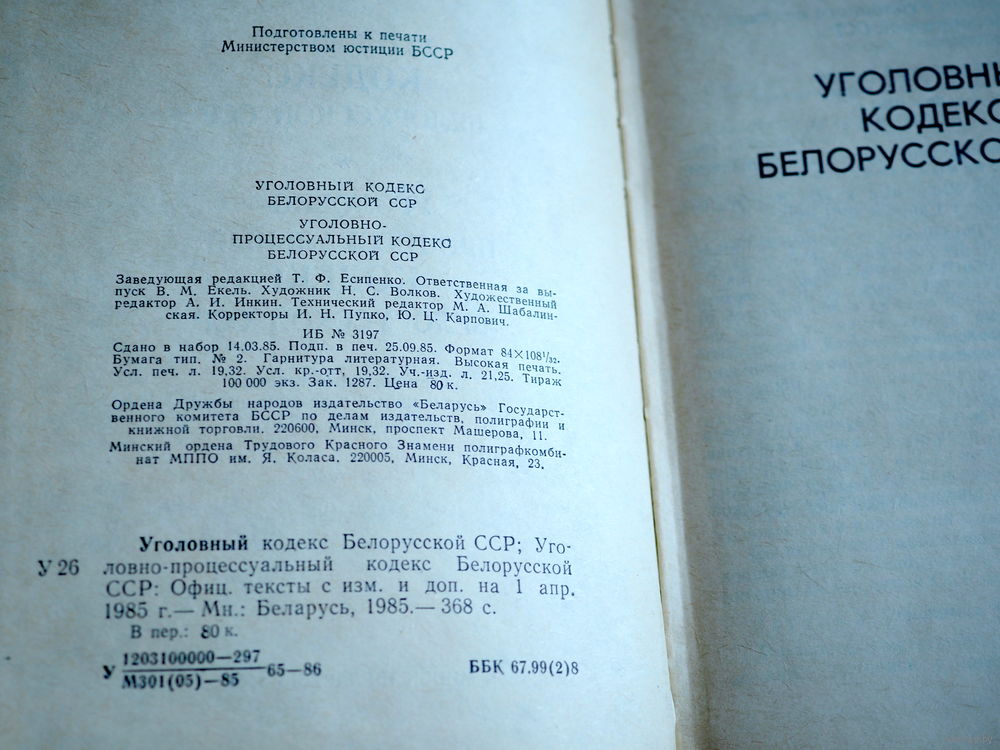 Подготовлены к печати
Министерством юстиции БССР
УГОЛОВНЫЙ КОДЕКС
БЕЛОРУССКОЙ ССР
УГОЛОВНО-
ПРОЦЕССУАЛЬНЫЙ КОДЕКС
БЕЛОРУССКОЙ ССР
Заведующая редакцией Т. Ф. Есипенко. Ответственная за вы-
пуск В. М. Екель. Художник Н. С. Волков. Художественный
редактор А. И. Инкин. Технический редактор М. А. Шабалин-
ская. Корректоры И. Н. Пупко, Ю. Ц. Карпович.
ИБ № 3197
Сдано в набор 14.03.85. Подп. в печ. 25.09.85. Формат 84×108¹/₃₂.
Бумага тип. № 2. Гарнитура литературная. Высокая печать.
Усл. печ. л. 19,32. Усл. кр.-отт, 19,32. Уч.-изд. л. 21,25. Тираж
100 000 экз. Зак. 1287. Цена 80 к.
Ордена Дружбы народов издательство «Беларусь» Государст-
венного комитета БССР по делам издательств, полиграфии и
книжной торговли. 220600, Минск, проспект Машерова, 11.
Минский ордена Трудового Красного Знамени полиграфкомби-
нат МППО им. Я. Коласа. 220005, Минск, Красная, 23.
Уголовный кодекс Белорусской ССР; Уго-
У 26 ловно-процессуальный кодекс Белорусской
ССР: Офиц. тексты с изм. и доп. на 1 апр.
1985 г.— Мн.: Беларусь, 1985.— 368 с.
В пер.: 80 к.
1203100000—297
У 65—86 ББК 67.99(2)8
М301(05)—85
УГОЛОВНЫ
КОДЕКС
БЕЛОРУССКО